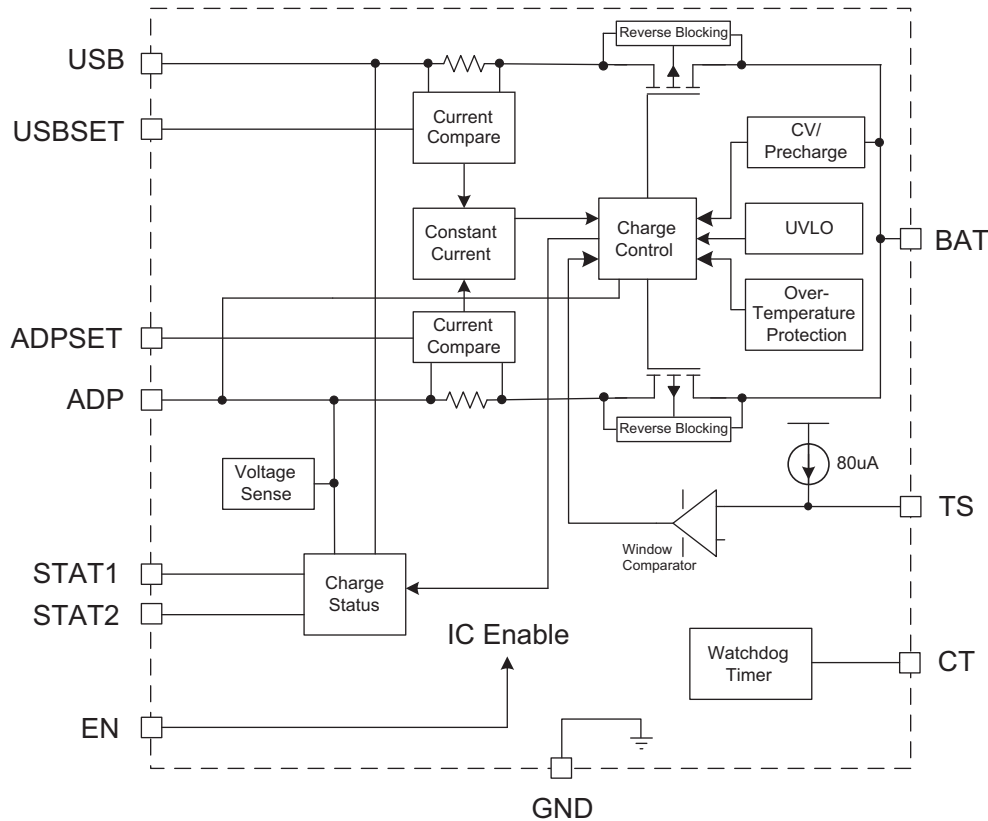 Reverse Blocking
USB
USBSET
Current
Compare
CV/
Precharge
Constant
Current
Charge
Control
UVLO
BAT
Over-
Temperature
Protection
ADPSET
Current
Compare
ADP
Reverse Blocking
80uA
Voltage
Sense
TS
Window
Comparator
STAT1
STAT2
Charge
Status
IC Enable
Watchdog
Timer
CT
EN
GND